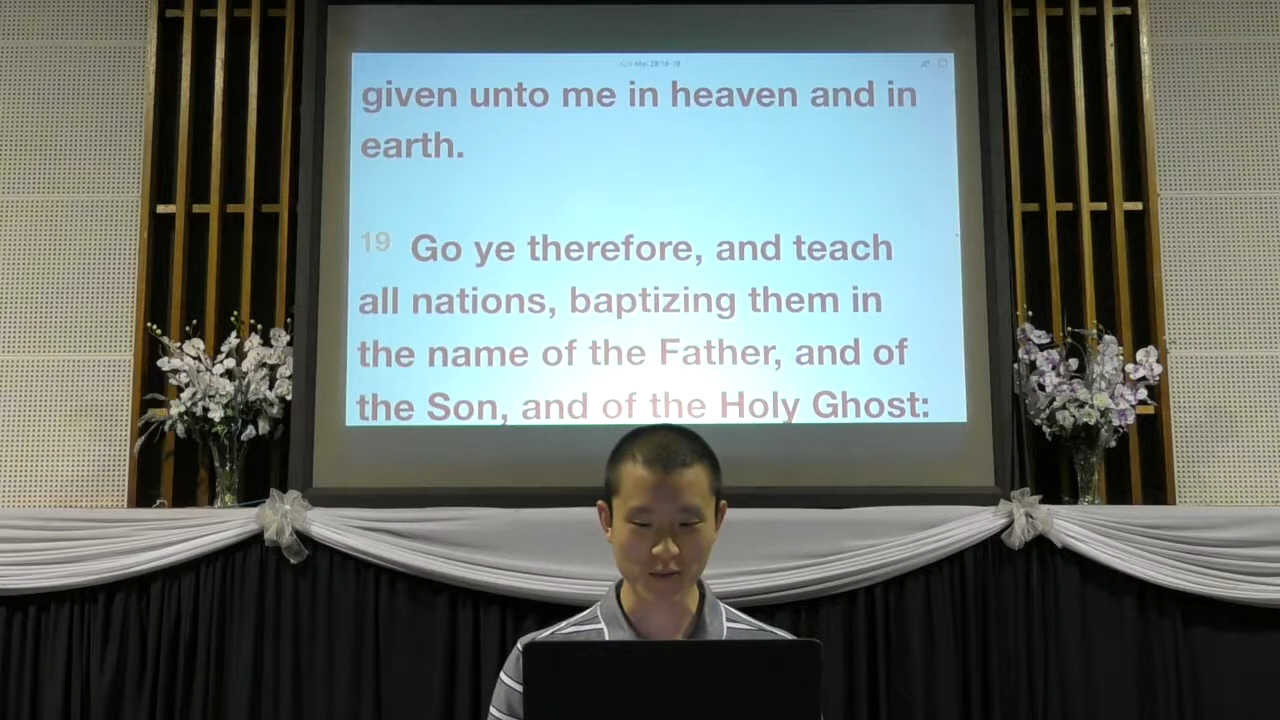 given unto me in heaven and in
earth.
19 Go ye therefore, and teach
all nations, baptizing them in
the name of the Father, and of
the Son, and of the Holy Ghost: